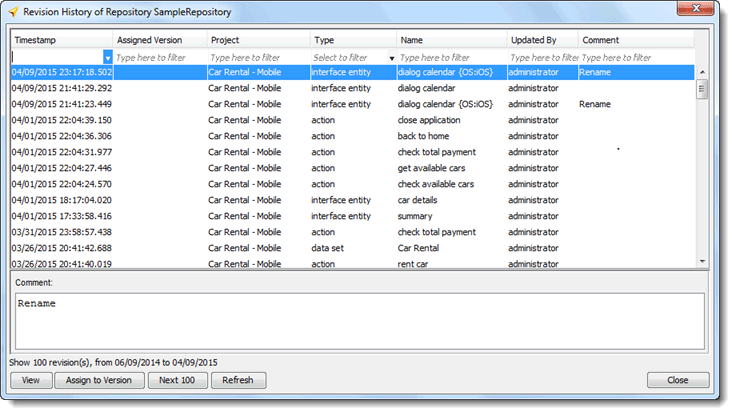 Revision History of Repository SampleRepository
Timestamp Assigned Version Project Type Name Updated By Comment
Type here to filter Type here to filter Select to filter Type here to filter Type here to filter Type here to filter
04/09/2015 23:17:18.502 Car Rental - Mobile interface entity dialog calendar {OS:iOS} administrator Rename
04/09/2015 21:41:29.292 Car Rental - Mobile interface entity dialog calendar administrator
04/09/2015 21:41:23.449 Car Rental - Mobile interface entity dialog calendar {OS:iOS} administrator Rename
04/01/2015 22:04:39.150 Car Rental - Mobile action close application administrator
04/01/2015 22:04:36.306 Car Rental - Mobile action back to home administrator
04/01/2015 22:04:31.977 Car Rental - Mobile action check total payment administrator
04/01/2015 22:04:27.446 Car Rental - Mobile action get available cars administrator
04/01/2015 22:04:24.570 Car Rental - Mobile action check available cars administrator
04/01/2015 18:17:04.020 Car Rental - Mobile interface entity car details administrator
04/01/2015 17:33:58.416 Car Rental - Mobile interface entity summary administrator
03/31/2015 23:58:57.438 Car Rental - Mobile action check total payment administrator
03/26/2015 20:41:42.688 Car Rental - Mobile data set Car Rental administrator
03/26/2015 20:41:40.019 Car Rental - Mobile action rent car administrator
Comment:
Rename
Show 100 revision(s), from 06/09/2014 to 04/09/2015
View Assign to Version Next 100 Refresh Close